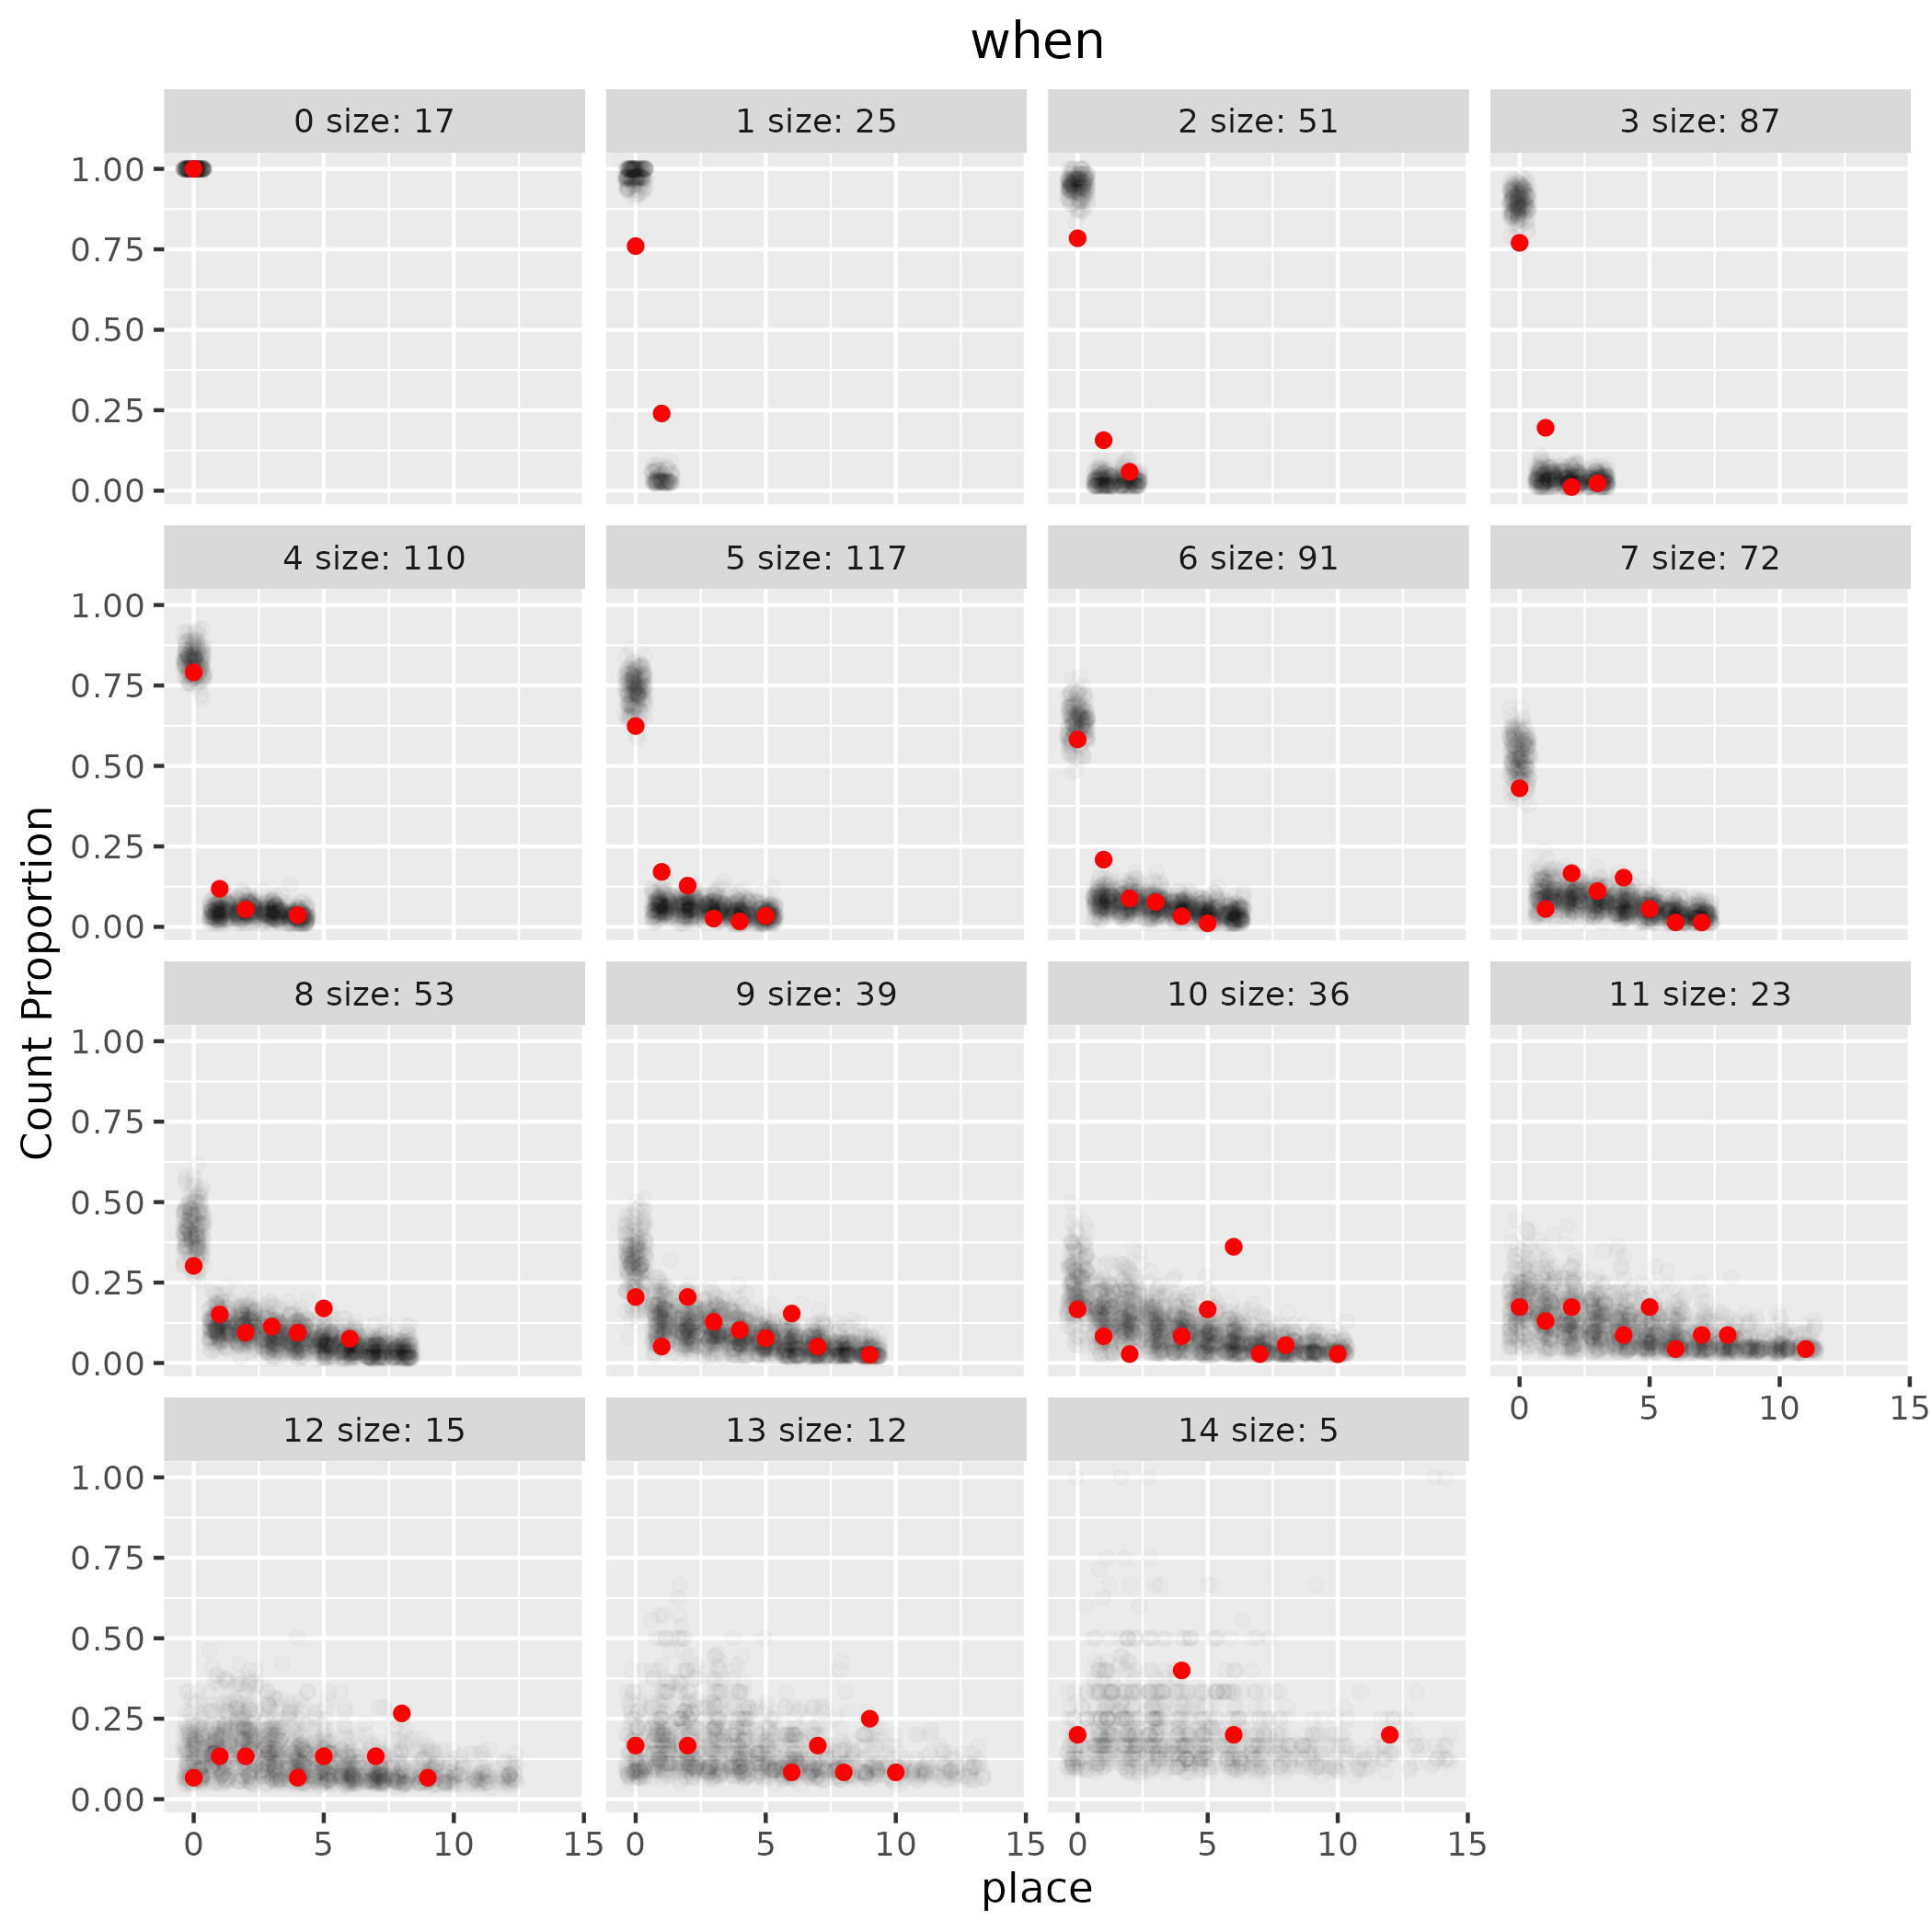 when
0 size: 17
1 size: 25
2 size: 51
3 size: 87
1.00
0.75
0.50
0.25
0.00
4 size: 110
5 size: 117
6 size: 91
7 size: 72
1.00
0.75
0.50
0.25
0.00
Count Proportion
8 size: 53
9 size: 39
10 size: 36
11 size: 23
1.00
0.75
0.50
0.25
0.00
0 5 10 15
12 size: 15
13 size: 12
14 size: 5
1.00
0.75
0.50
0.25
0.00
0 5 10 15
0 5 10 15
0 5 10 15
place